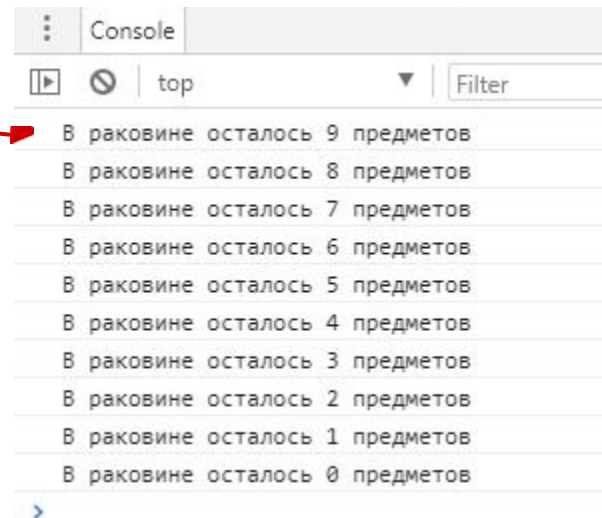 Console
top ▼ Filter
В раковине осталось 9 предметов
В раковине осталось 8 предметов
В раковине осталось 7 предметов
В раковине осталось 6 предметов
В раковине осталось 5 предметов
В раковине осталось 4 предметов
В раковине осталось 3 предметов
В раковине осталось 2 предметов
В раковине осталось 1 предметов
В раковине осталось 0 предметов